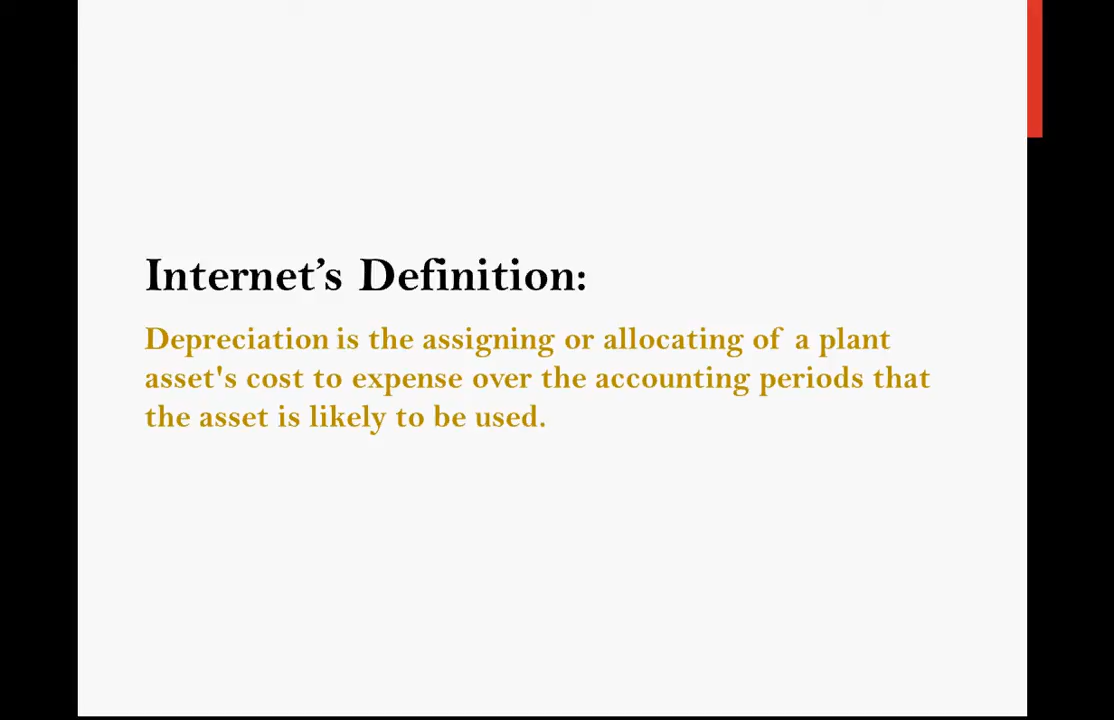 Internet’s Definition:
Depreciation is the assigning or allocating of a plant
asset's cost to expense over the accounting periods that
the asset is likely to be used.